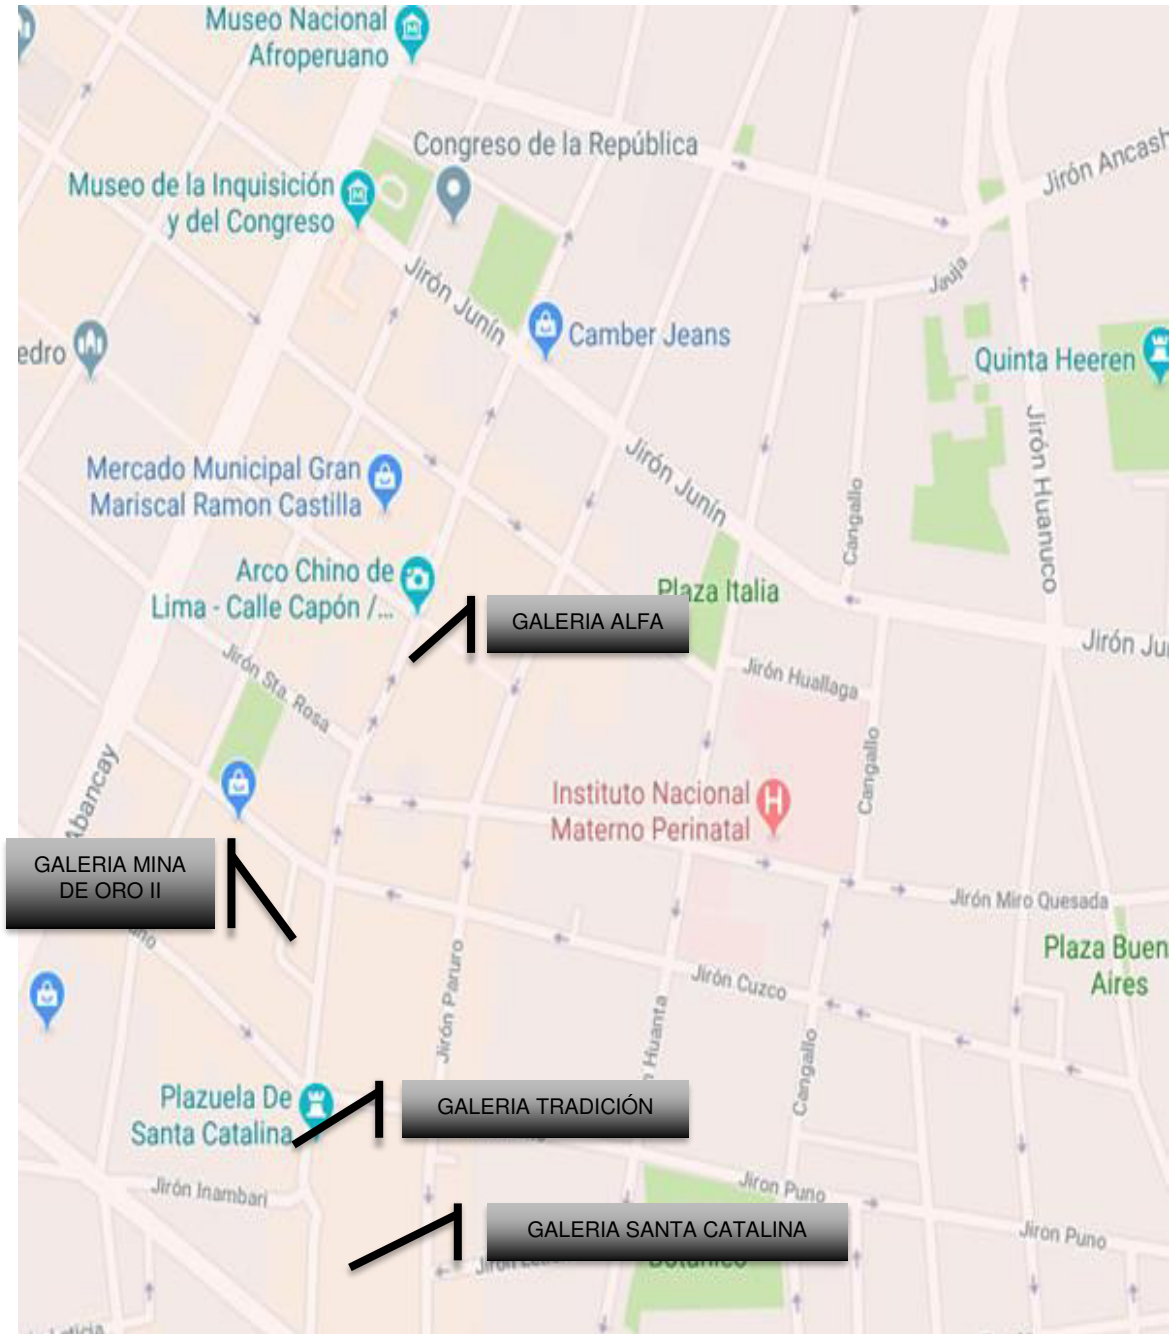 Museo Nacional
Afroperuano
Congreso de la República
Jirón Ancash
Museo de la Inquisición
y del Congreso
Jirón Junín
Jauja
edro
Camber Jeans
Quinta Heeren
Jirón Huanuco
Jirón Junín
Mercado Municipal Gran
Mariscal Ramon Castilla
Cangallo
Arco Chino de
Lima - Calle Capón /...
Plaza Italia
GALERIA ALFA
Jirón Ju
Jirón Sta. Rosa
Jirón Huallaga
Abancay
Cangallo
Instituto Nacional
Materno Perinatal
GALERIA MINA
DE ORO II
Jirón Miro Quesada
Plaza Buen
Aires
Jirón Paruro
Jirón Cuzco
Huanta
Cangallo
Plazuela De
Santa Catalina
GALERIA TRADICIÓN
Jirón Inambari
Jiron Puno
GALERIA SANTA CATALINA
Jiron Puno